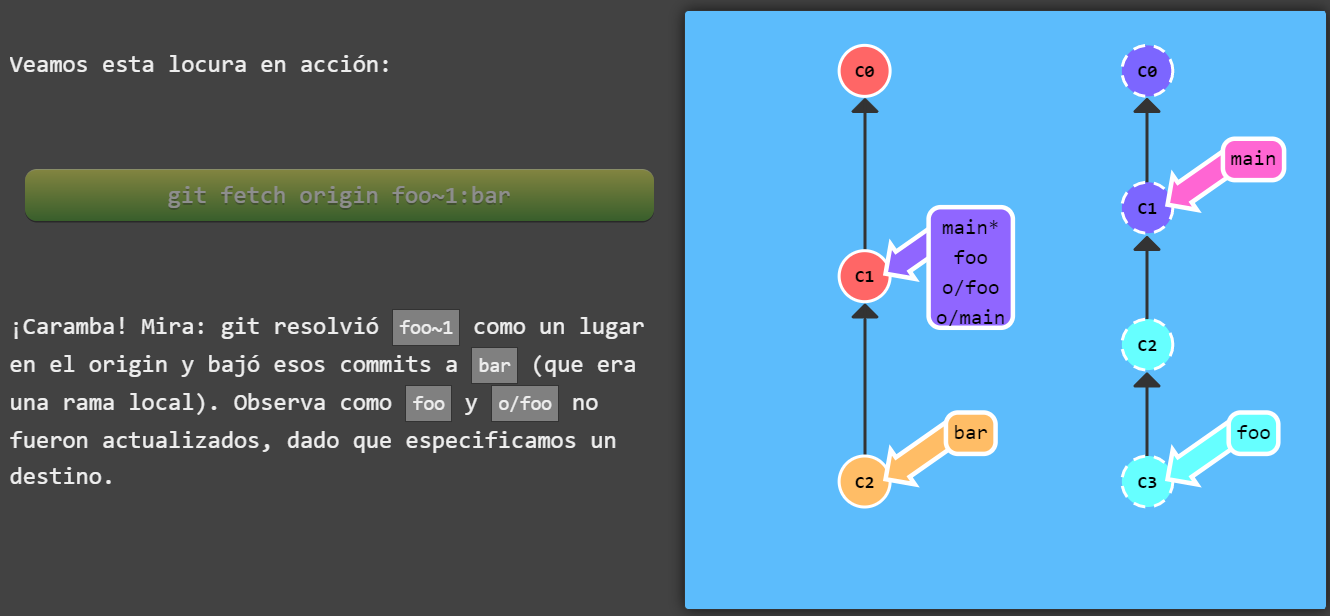 Veamos esta locura en acción:
git fetch origin foo~1:bar
¡Caramba! Mira: git resolvió foo~1 como un lugar
en el origin y bajó esos commits a bar (que era
una rama local). Observa como foo y o/foo no
fueron actualizados, dado que especificamos un
destino.
C0
C1
main*
foo
o/foo
o/main
C2
bar
C0
main
C1
C2
foo
C3